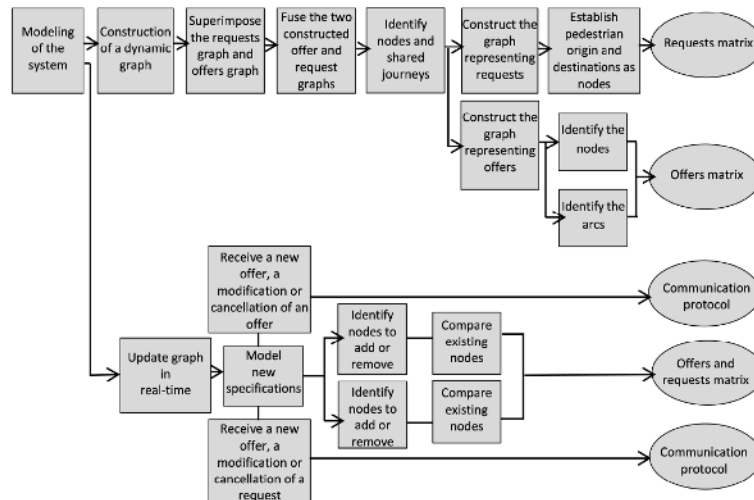 Modeling
of the
system
Construction
of a dynamic
graph
Superimpose
the requests
graph and
offers graph
Fuse the two
constructed
offer and
request
graphs
Identify
nodes and
shared
journeys
Construct
the graph
representing
requests
Establish
pedestrian
origin and
destinations as
nodes
Requests matrix
Construct
the graph
representing
offers
Identify the
nodes
Identify the
arcs
Offers matrix
Receive a new
offer, a
modification or
cancellation of an
offer
Communication
protocol
Update graph
in
real-time
Model
new
specifications
Identify
nodes to
add or
remove
Compare
existing
nodes
Identify
nodes to
add or
remove
Compare
existing
nodes
Offers and
requests matrix
Receive a new
offer, a
modification or
cancellation of a
request
Communication
protocol